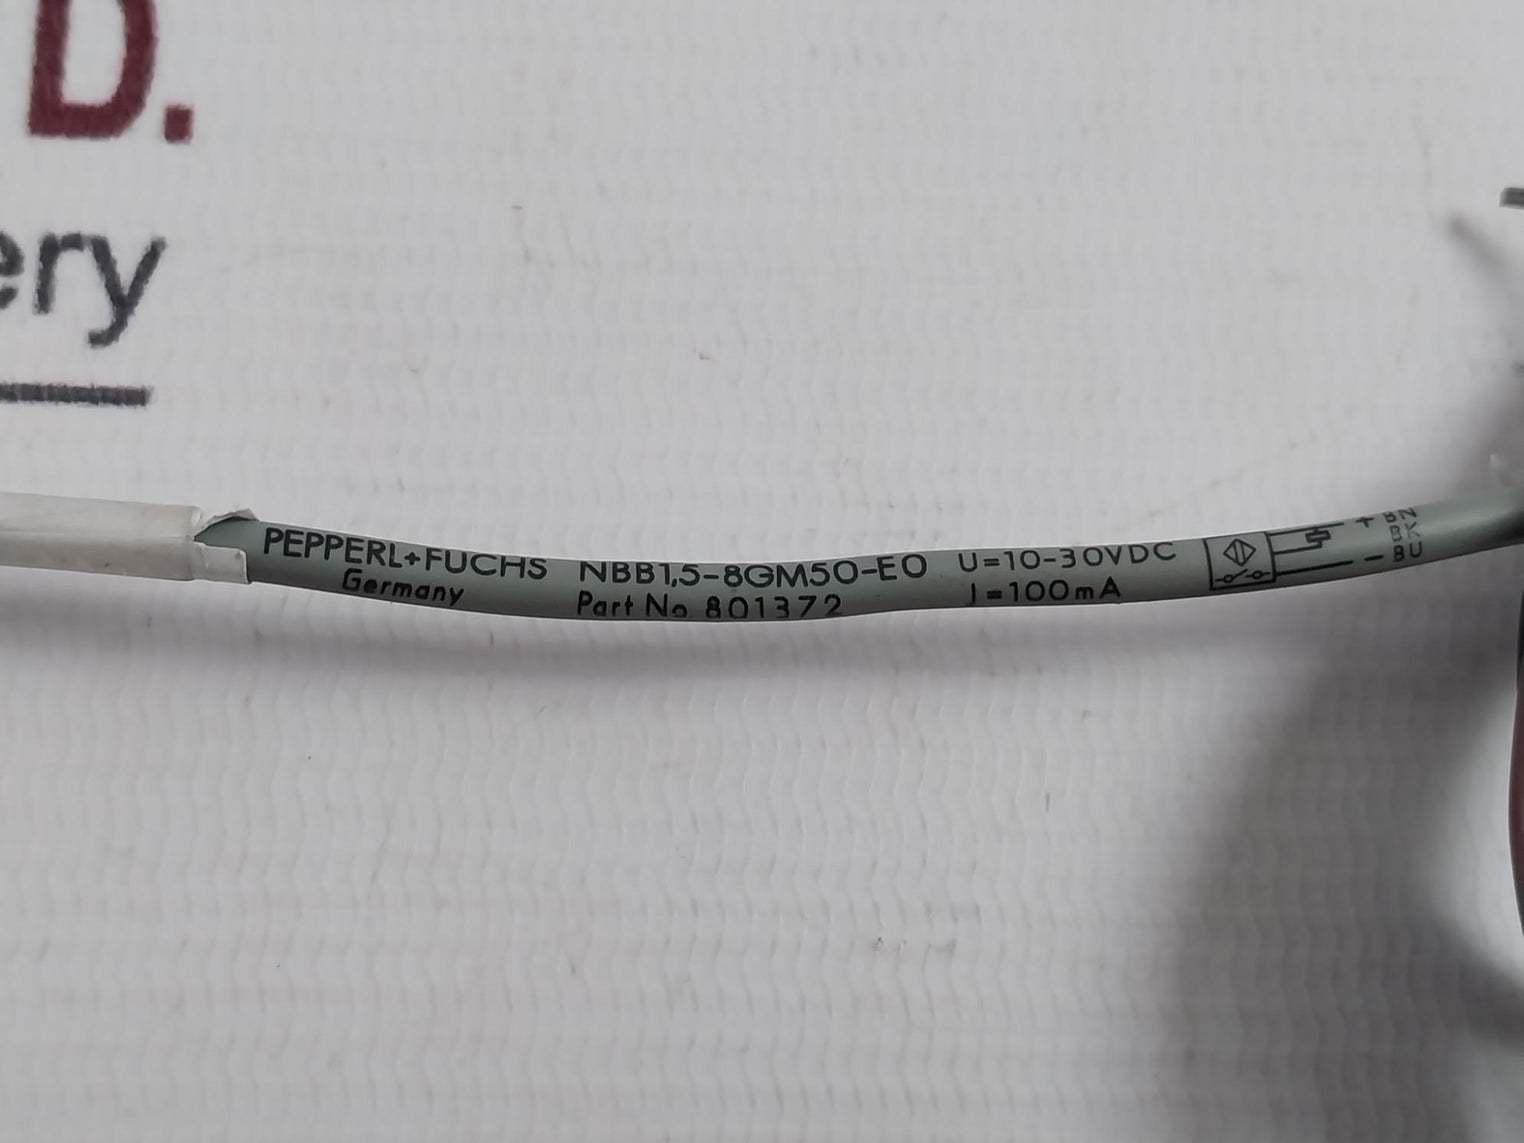 D.
ery
PEPPERL+FUCHS NBB1,5-8GM50-E0 U=10-30VDC + BN
BK
Germany Part No. 801372 I=100mA - BU